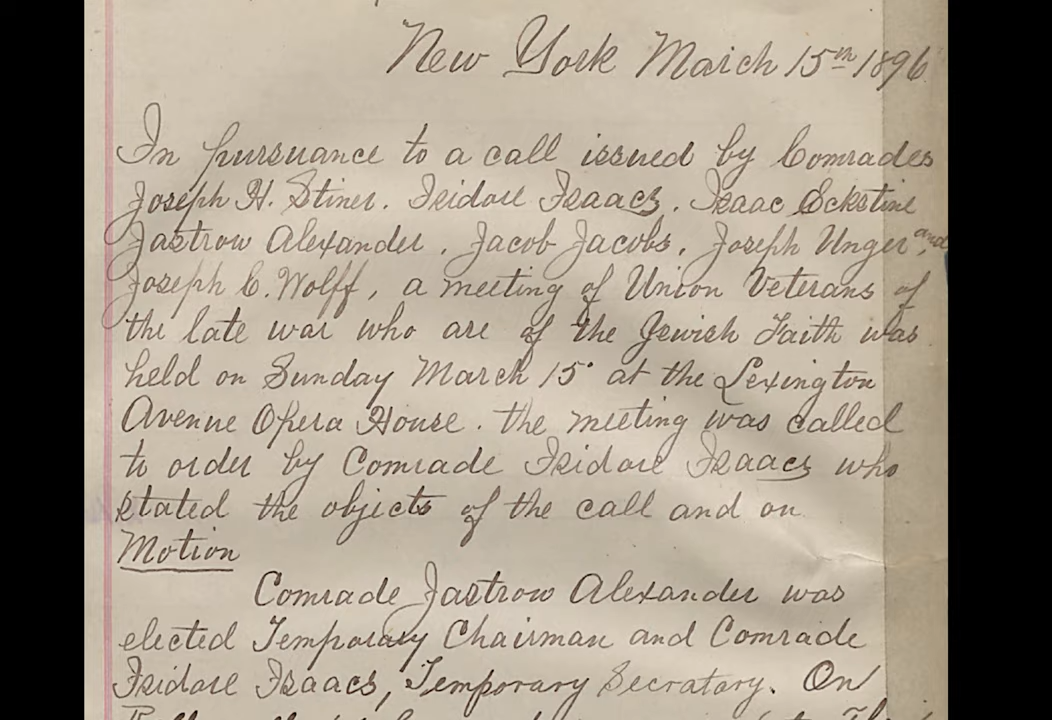 New York March 15th 1896
In pursuance to a call issued by Comrades
Joseph H. Stiner. Isidore Isaacs. Isaac Eckstine
Jastrow Alexander. Jacob Jacobs. Joseph Unger, and
Joseph C. Wolff, a meeting of Union Veterans of
the late war who are of the Jewish Faith was
held on Sunday March 15th at the Lexington
Avenue Opera House. the meeting was called
to order by Comrade Isidore Isaacs who
stated the objects of the call and on
Motion
Comrade Jastrow Alexander was
elected Temporary Chairman and Comrade
Isidore Isaacs, Temporary Secratary. On